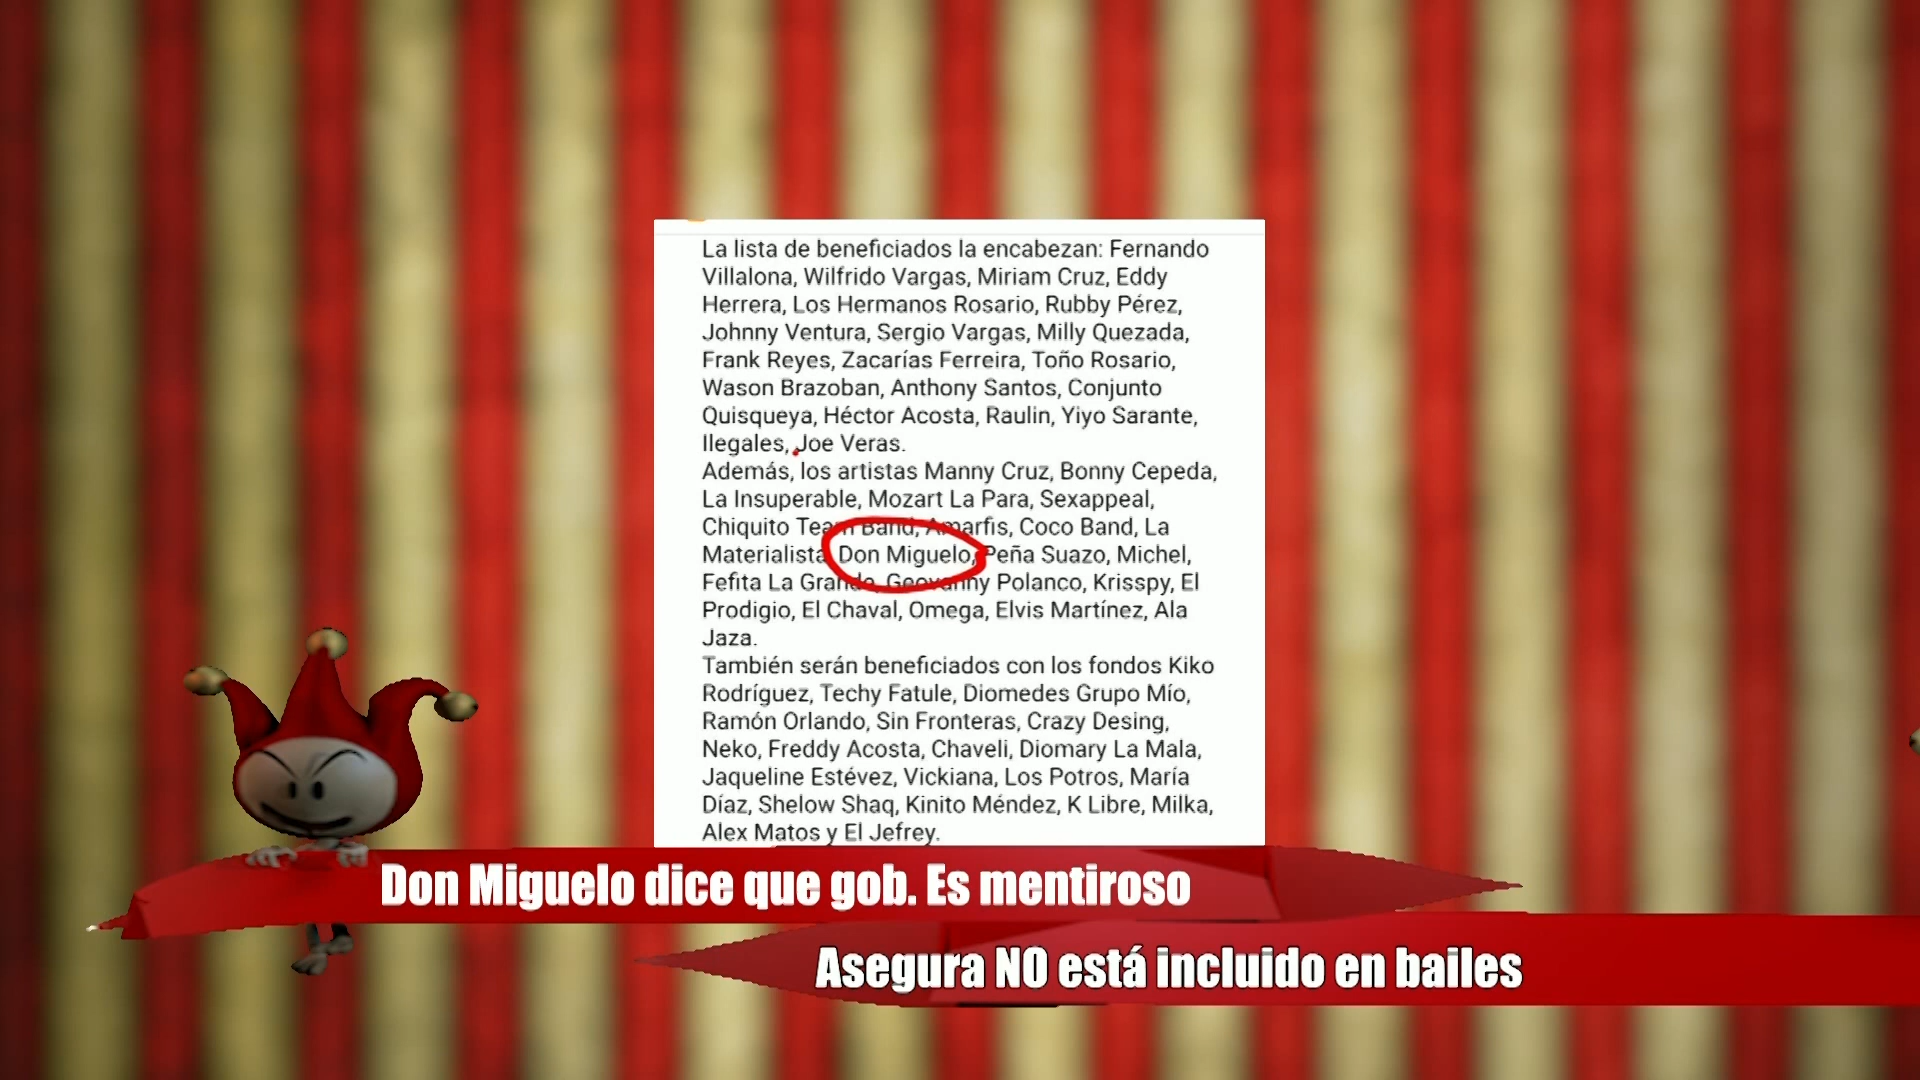 La lista de beneficiados la encabezan: Fernando
Villalona, Wilfrido Vargas, Miriam Cruz, Eddy
Herrera, Los Hermanos Rosario, Rubby Pérez,
Johnny Ventura, Sergio Vargas, Milly Quezada,
Frank Reyes, Zacarías Ferreira, Toño Rosario,
Wason Brazoban, Anthony Santos, Conjunto
Quisqueya, Héctor Acosta, Raulin, Yiyo Sarante,
Ilegales, Joe Veras.
Además, los artistas Manny Cruz, Bonny Cepeda,
La Insuperable, Mozart La Para, Sexappeal,
Chiquito Team Band, Amarfis, Coco Band, La
Materialista, Don Miguelo, Peña Suazo, Michel,
Fefita La Grande, Geovanny Polanco, Krisspy, El
Prodigio, El Chaval, Omega, Elvis Martínez, Ala
Jaza.
También serán beneficiados con los fondos Kiko
Rodríguez, Techy Fatule, Diomedes Grupo Mío,
Ramón Orlando, Sin Fronteras, Crazy Desing,
Neko, Freddy Acosta, Chaveli, Diomary La Mala,
Jaqueline Estévez, Vickiana, Los Potros, María
Díaz, Shelow Shaq, Kinito Méndez, K Libre, Milka,
Alex Matos y El Jefrey.
Don Miguelo dice que gob. Es mentiroso
Asegura NO está incluido en bailes